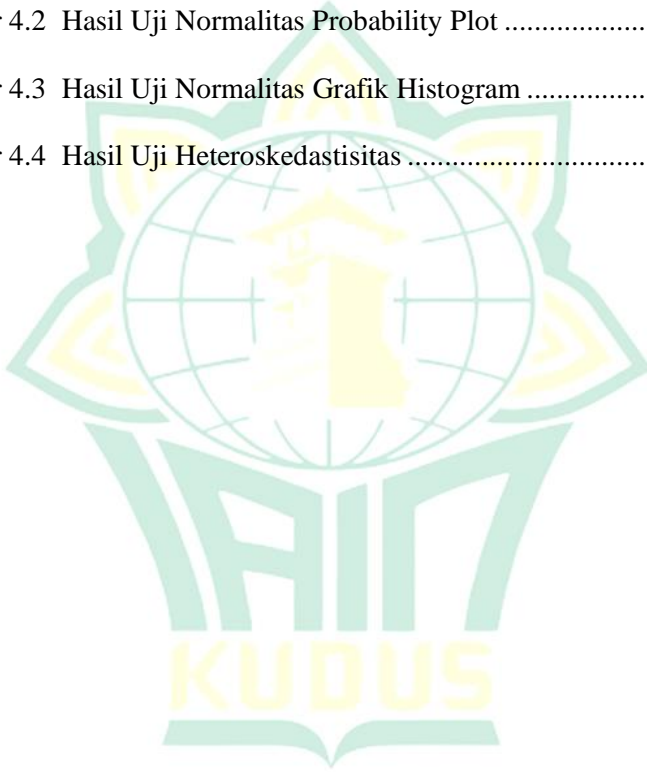 r 4.2 Hasil Uji Normalitas Probability Plot ..................
r 4.3 Hasil Uji Normalitas Grafik Histogram ...............
r 4.4 Hasil Uji Heteroskedastisitas ..............................
IAIN
KUDUS